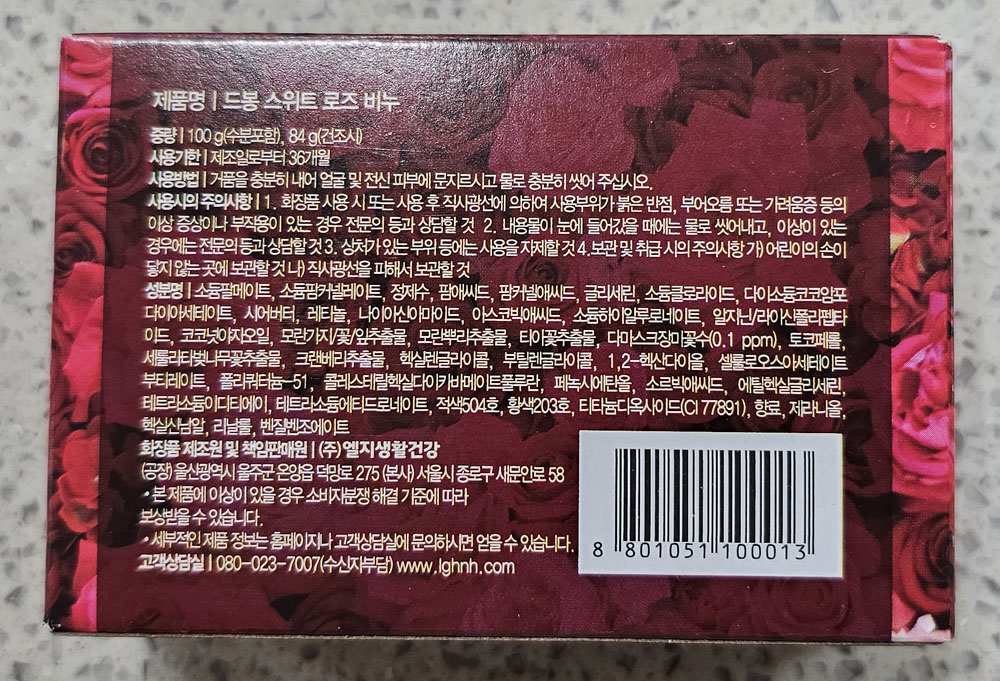 제품명 | 드봉 스위트 로즈 비누
중량 | 100 g(수분포함), 84 g(건조시)
사용기한 | 제조일로부터 36개월
사용방법 | 거품을 충분히 내어 얼굴 및 전신 피부에 문지르시고 물로 충분히 씻어 주십시오.
사용시의 주의사항 | 1. 화장품 사용 시 또는 사용 후 직사광선에 의하여 사용부위가 붉은 반점, 부어오름 또는 가려움증 등의
이상 증상이나 부작용이 있는 경우 전문의 등과 상담할 것 2. 내용물이 눈에 들어갔을 때에는 물로 씻어내고, 이상이 있는
경우에는 전문의 등과 상담할 것 3. 상처가 있는 부위 등에는 사용을 자제할 것 4. 보관 및 취급 시의 주의사항 가) 어린이의 손이
닿지 않는 곳에 보관할 것 나) 직사광선을 피해서 보관할 것
성분명 | 소듐팔메이트, 소듐팜커넬레이트, 정제수, 팜애씨드, 팜커넬애씨드, 글리세린, 소듐클로라이드, 다이소듐코코암포
다이아세테이트, 시어버터, 레티놀, 나이아신아마이드, 아스코빅애씨드, 소듐하이알루로네이트, 알지닌/라이신폴리펩타
이드, 코코넛야자오일, 모란가지/꽃/잎추출물, 모란뿌리추출물, 티아꽃추출물, 다마스크장미꽃수(0.1 ppm), 토코페롤,
세틀리타벚나무꽃추출물, 크랜베리추출물, 헥실렌글라이콜, 부틸렌글라이콜, 1,2-헥산다이올, 셀룰로오스아세테이트
부티레이트, 폴리쿼터늄-51, 콜레스테릴헥실다이카바메이트풀루란, 페녹시에탄올, 소르빅애씨드, 에틸헥실글리세린,
테트라소듐이디티에이, 테트라소듐에티드로네이트, 적색504호, 황색203호, 티타늄디옥사이드(CI 77891), 향료, 제라니올,
헥실신남알, 리날룰, 벤질벤조에이트
화장품 제조원 및 책임판매원 | (주)엘지생활건강
(공장) 울산광역시 울주군 온양읍 덕망로 275 (본사) 서울시 종로구 새문안로 58
• 본 제품에 이상이 있을 경우 소비자분쟁 해결 기준에 따라
보상받을 수 있습니다.
• 세부적인 제품 정보는 홈페이지나 고객상담실에 문의하시면 얻을 수 있습니다.
고객상담실 | 080-023-7007(수신자부담) www.lghnh.com
8 801051 100013